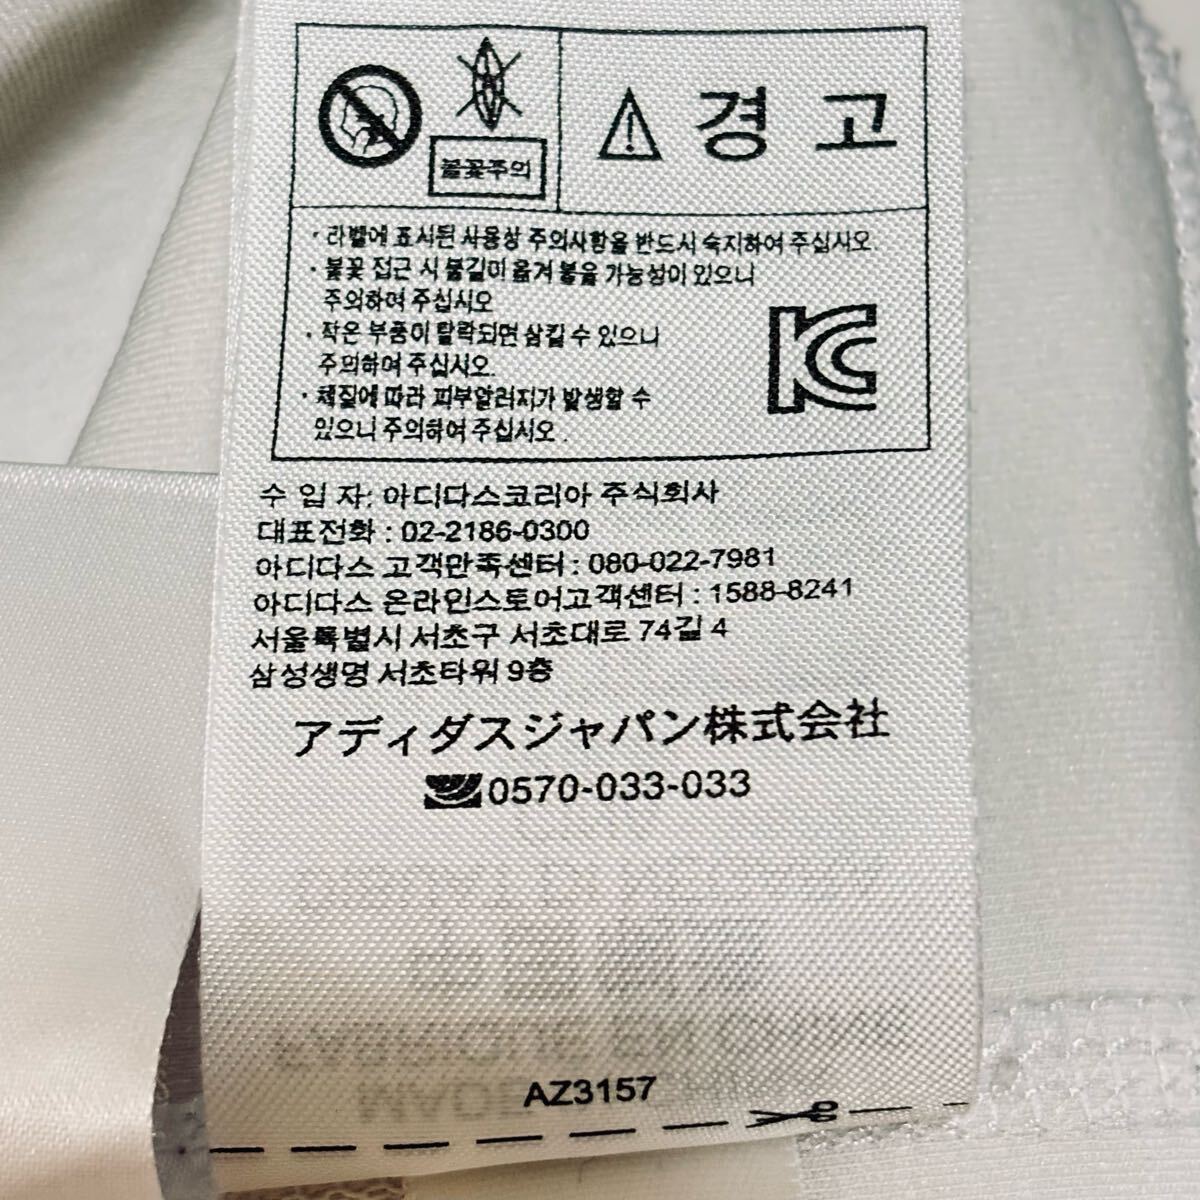 불꽃주의
경 고
· 라벨에 표시된 사용상 주의사항을 반드시 숙지하여 주십시오
· 불꽃 접근 시 불길이 옮겨 붙을 가능성이 있으니
주의하여 주십시오
· 작은 부품이 탈락되면 삼킬 수 있으니
주의하여 주십시오.
· 체질에 따라 피부알러지가 발생할 수
있으니 주의하여 주십시오 .
수 입 자: 아디다스코리아 주식회사
대표전화 : 02-2186-0300
아디다스 고객만족센터 : 080-022-7981
아디다스 온라인스토어고객센터 : 1588-8241
서울특별시 서초구 서초대로 74길 4
삼성생명 서초타워 9층
アディダスジャパン株式会社
0570-033-033
AZ3157